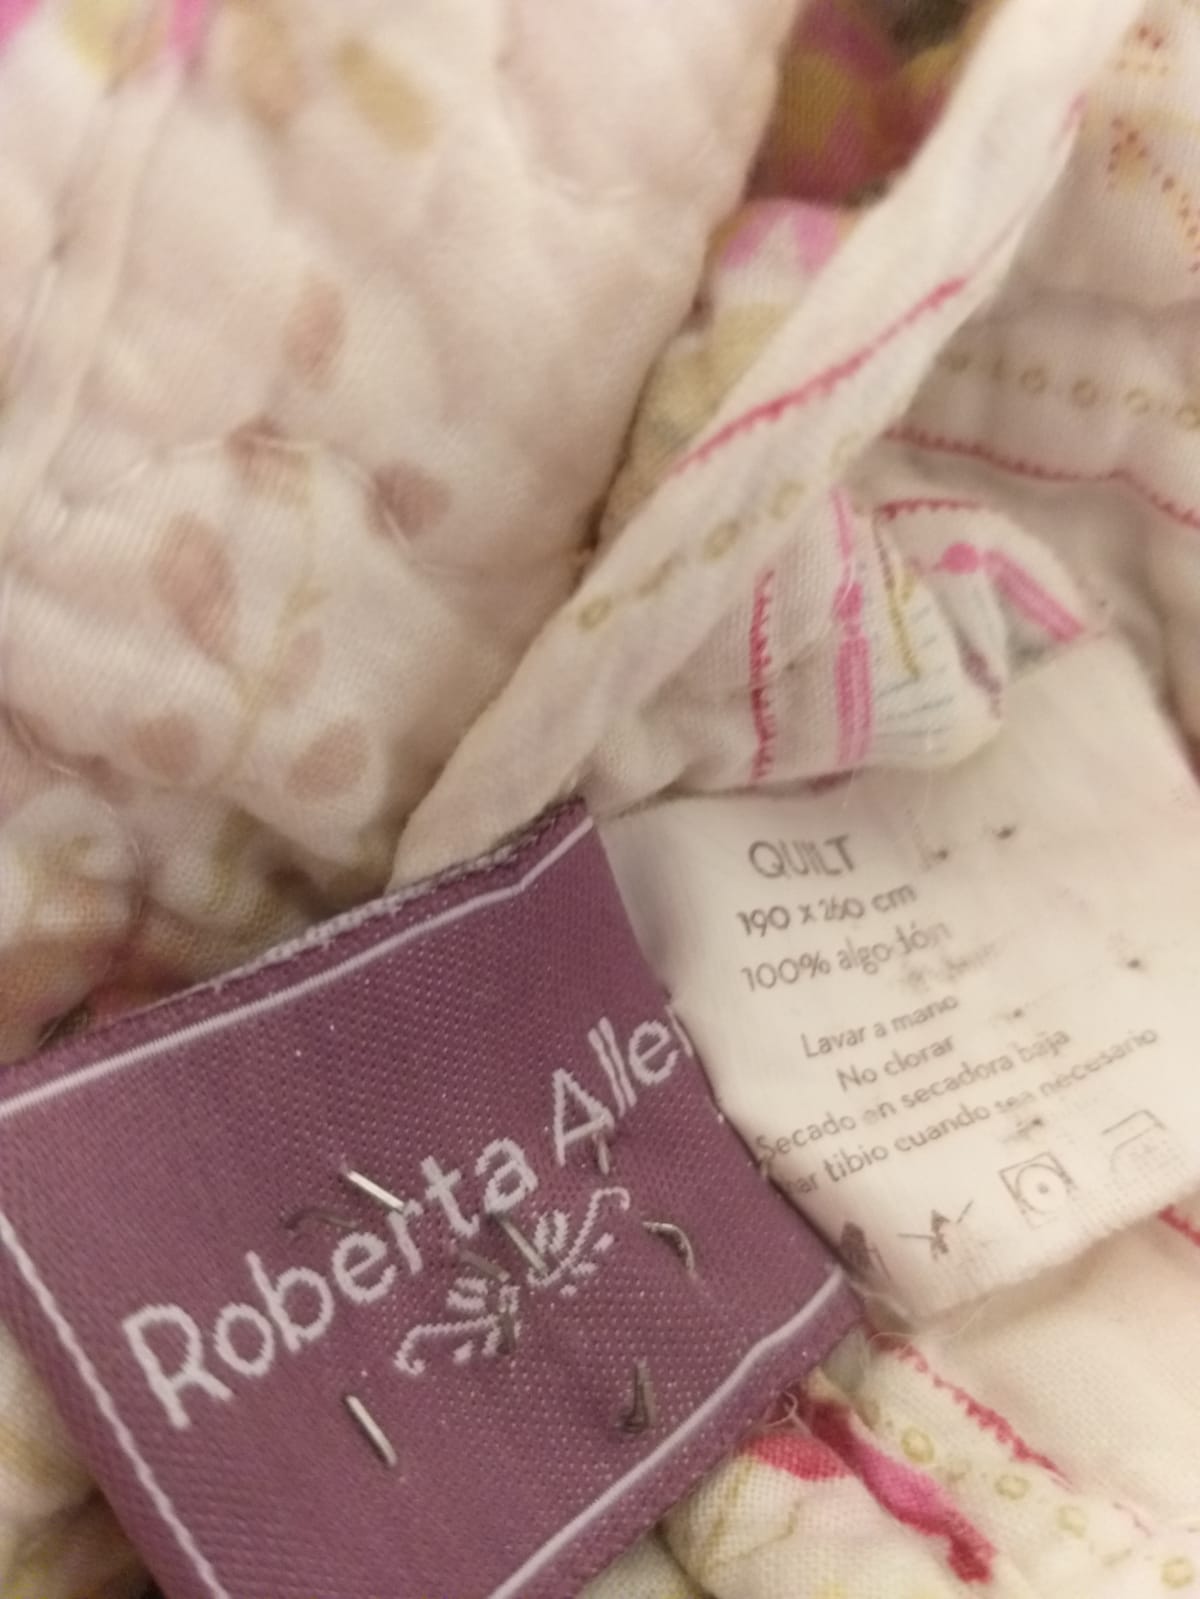 Roberta Aller
QUILT
190 x 260 cm
100% algodón
Lavar a mano
No clorar
Secado en secadora baja
tibio cuando sea necesario